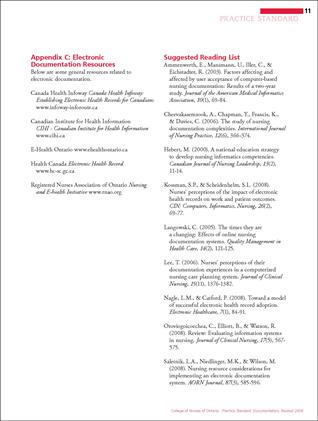 11
PRACTICE STANDARD
Appendix C: Electronic
Documentation Resources
Below are some general resources related to
electronic documentation.
Canada Health Infoway Canada Health Infoway:
Establishing Electronic Health Records for Canadians
www.infoway-inforoute.ca
Canadian Institute for Health Information
CIHI - Canadian Institute for Health Information
www.cihi.ca
E-Health Ontario www.ehealthontario.ca
Health Canada Electronic Health Record
www.hc-sc.gc.ca
Registered Nurses Association of Ontario Nursing
and E-health Initiative www.rnao.org
Suggested Reading List
Ammenwerth, E., Mansmann, U., Iller, C., &
Eichstadter, R. (2003). Factors affecting and
affected by user acceptance of computer-based
nursing documentation: Results of a two-year
study. Journal of the American Medical Informatics
Association, 10(1), 69-84.
Cheevakasemsook, A., Chapman, Y., Francis, K.,
& Davies, C. (2006). The study of nursing
documentation complexities. International Journal
of Nursing Practice, 12(6), 366-374.
Hebert, M. (2000). A national education strategy
to develop nursing informatics competencies.
Canadian Journal of Nursing Leadership, 13(2),
11-14.
Kossman, S.P., & Scheidenhelm, S.L. (2008).
Nurses' perceptions of the impact of electronic
health records on work and patient outcomes.
CIN: Computers, Informatics, Nursing, 26(2),
69-77.
Langowski, C. (2005). The times they are
a changing: Effects of online nursing
documentation systems. Quality Management in
Health Care, 14(2), 121-125.
Lee, T. (2006). Nurses' perceptions of their
documentation experiences in a computerized
nursing care planning system. Journal of Clinical
Nursing, 15(11), 1376-1382.
Nagle, L.M., & Catford, P. (2008). Toward a model
of successful electronic health record adoption.
Electronic Healthcare, 7(1), 84-91.
Oroviogoicoechea, C., Elliott, B., & Watson, R.
(2008). Review: Evaluating information systems
in nursing. Journal of Clinical Nursing, 17(5), 567-
575.
Saletnik, L.A., Niedlinger, M.K., & Wilson, M.
(2008). Nursing resource considerations for
implementing an electronic documentation
system. AORN Journal, 87(3), 585-596.
College of Nurses of Ontario Practice Standard: Documentation, Revised 2008